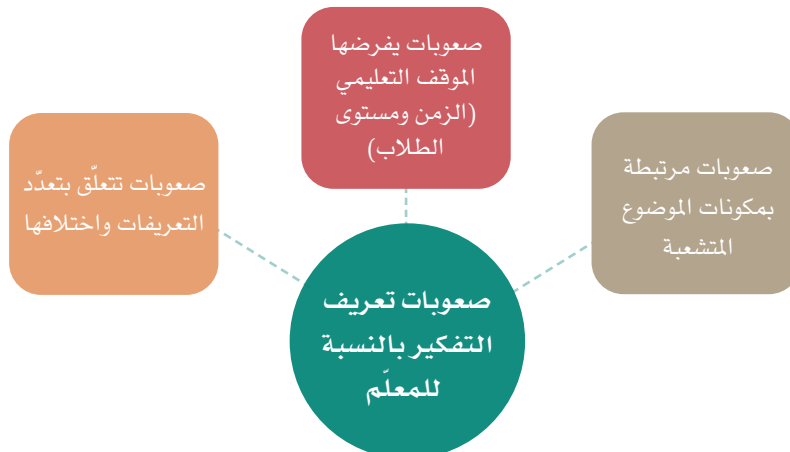 صعوبات يفرضها
الموقف التعليمي
(الزمن ومستوى
الطلاب)
صعوبات مرتبطة
بمكونات الموضوع
المتشعبة
صعوبات تتعلّق بتعدّد
التعريفات واختلافها
صعوبات تعريف
التفكير بالنسبة
للمعلّم